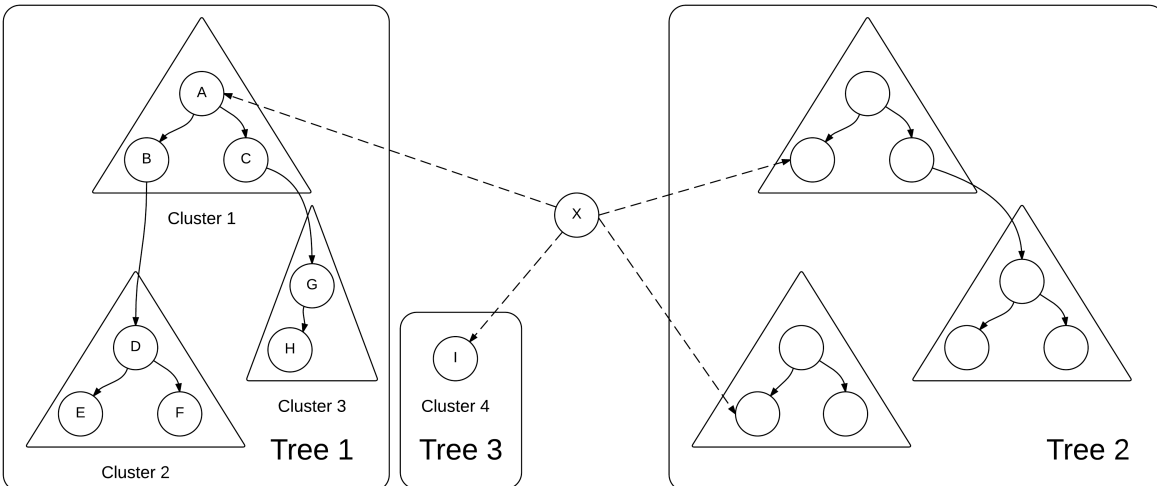 A
B
C
Cluster 1
X
G
D
H
I
E
F
Cluster 3
Cluster 4
Tree 1
Tree 3
Tree 2
Cluster 2